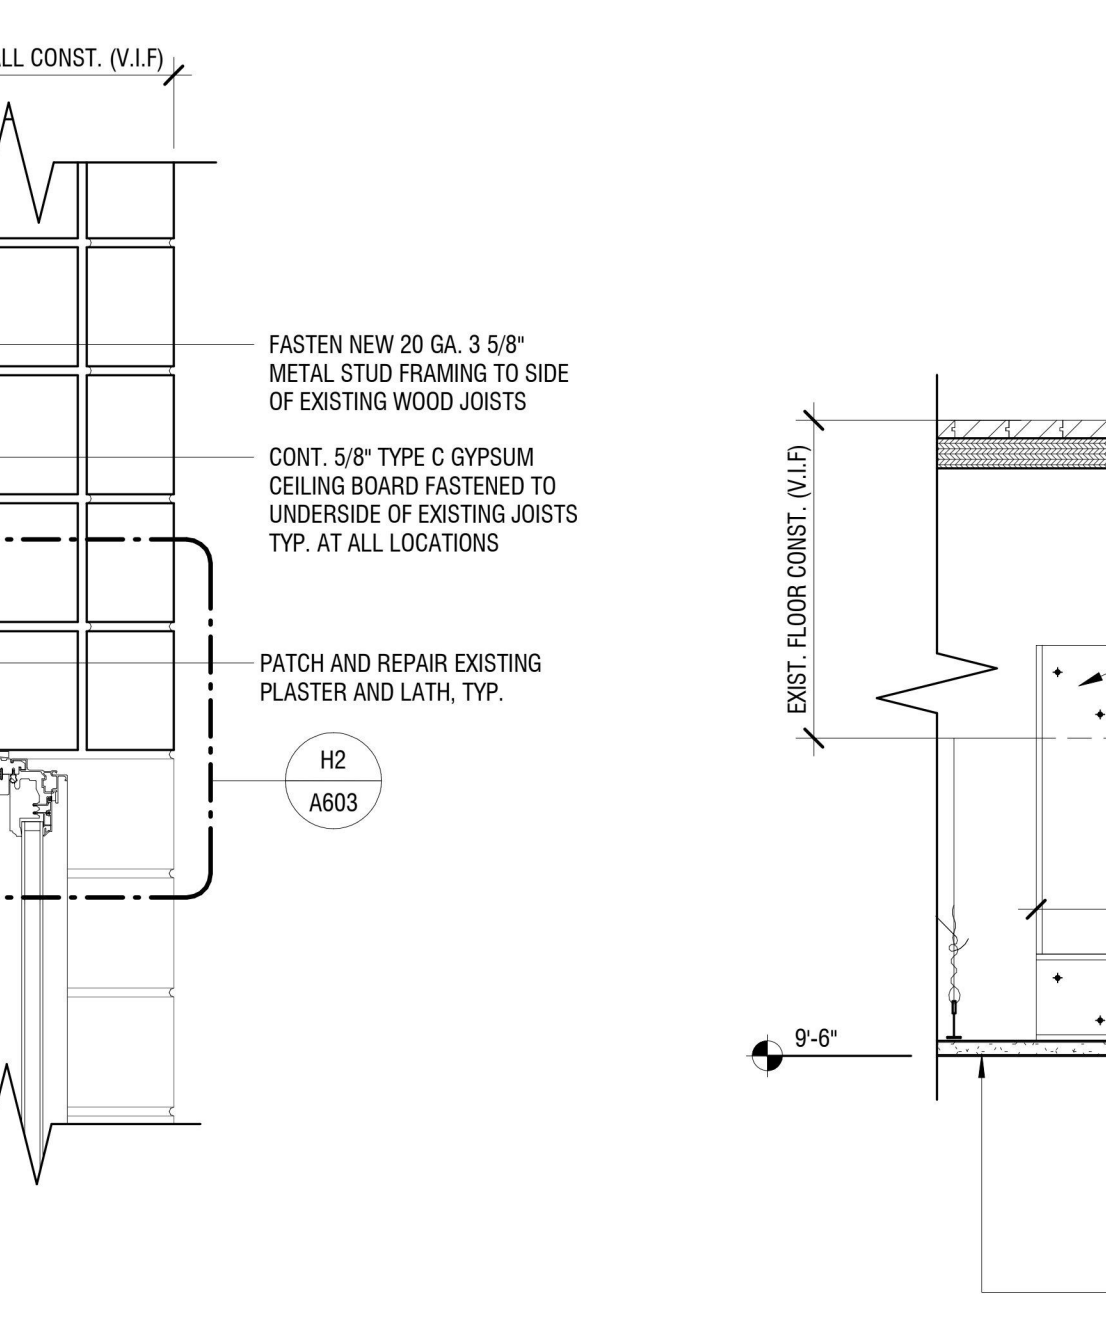 CONST. (V.I.F)
FASTEN NEW 20 GA. 3 5/8"
METAL STUD FRAMING TO SIDE
OF EXISTING WOOD JOISTS
CONT. 5/8" TYPE C GYPSUM
CEILING BOARD FASTENED TO
UNDERSIDE OF EXISTING JOISTS
TYP. AT ALL LOCATIONS
PATCH AND REPAIR EXISTING
PLASTER AND LATH, TYP.
H2
A603
EXIST. FLOOR CONST. (V.I.F)
9'-6"